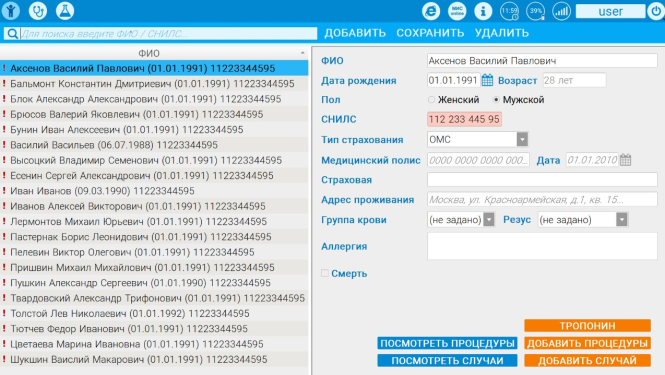 11:59
39%
user
Для поиска введите ФИО / СНИЛС...
ДОБАВИТЬ СОХРАНИТЬ УДАЛИТЬ
ФИО
! Аксенов Василий Павлович (01.01.1991) 11223344595
! Бальмонт Константин Дмитриевич (01.01.1991) 11223344595
! Блок Александр Александрович (01.01.1991) 11223344595
! Брюсов Валерий Яковлевич (01.01.1991) 11223344595
! Бунин Иван Алексеевич (01.01.1991) 11223344595
! Василий Васильев (06.07.1988) 11223344595
! Высоцкий Владимир Семенович (01.01.1991) 11223344595
! Есенин Сергей Александрович (01.01.1991) 11223344595
! Иван Иванов (09.03.1990) 11223344595
! Иванов Алексей Викторович (01.01.1991) 11223344595
! Лермонтов Михаил Юрьевич (01.01.1991) 11223344595
! Пастернак Борис Леонидович (01.01.1991) 11223344595
! Пелевин Виктор Олегович (01.01.1991) 11223344595
! Пришвин Михаил Михайлович (01.01.1991) 11223344595
! Пушкин Александр Сергеевич (01.01.1990) 11223344595
! Твардовский Александр Трифонович (01.01.1991) 11223344595
! Толстой Лев Николаевич (01.01.1992) 11223344595
! Тютчев Федор Иванович (01.01.1991) 11223344595
! Цветаева Марина Ивановна (01.01.1991) 11223344595
! Шукшин Ваислий Макарович (01.01.1991) 11223344595
ФИО Аксенов Василий Павлович
Дата рождения 01.01.1991 Возраст 28 лет
Пол Женский Мужской
СНИЛС 112 233 445 95
Тип страхования ОМС
Медицинский полис 0000 0000 0000 000... Дата 01.01.2010
Страховая
Адрес проживания Москва, ул. Красноармейская, д.1, кв. 15...
Группа крови (не задано) Резус (не задано)
Аллергия
Смерть
ТРОПОНИН
ПОСМОТРЕТЬ ПРОЦЕДУРЫ ДОБАВИТЬ ПРОЦЕДУРЫ
ПОСМОТРЕТЬ СЛУЧАИ ДОБАВИТЬ СЛУЧАЙ